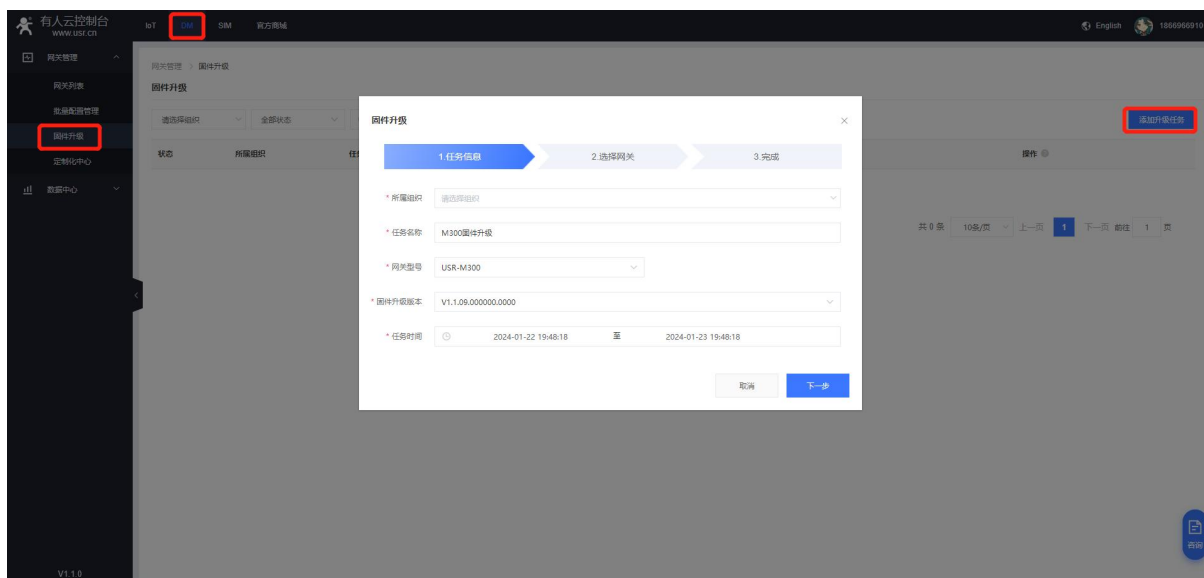 有人云控制台
www.usr.cn
IoT
DM
SIM
官方商城
English
1866966910
网关管理
网关列表
批量配置管理
固件升级
定制化中心
数据中心
V1.1.0
网关管理 > 固件升级
固件升级
请选择组织
全部状态
添加升级任务
状态
所属组织
操作
固件升级
1.任务信息
2.选择网关
3.完成
* 所属组织 请选择组织
* 任务名称 M300固件升级
* 网关型号 USR-M300
* 固件升级版本 V1.1.09.000000.0000
* 任务时间 2024-01-22 19:48:18 至 2024-01-23 19:48:18
取消
下一步
共 0 条 10条/页 上一页 1 下一页 前往 1 页
咨询